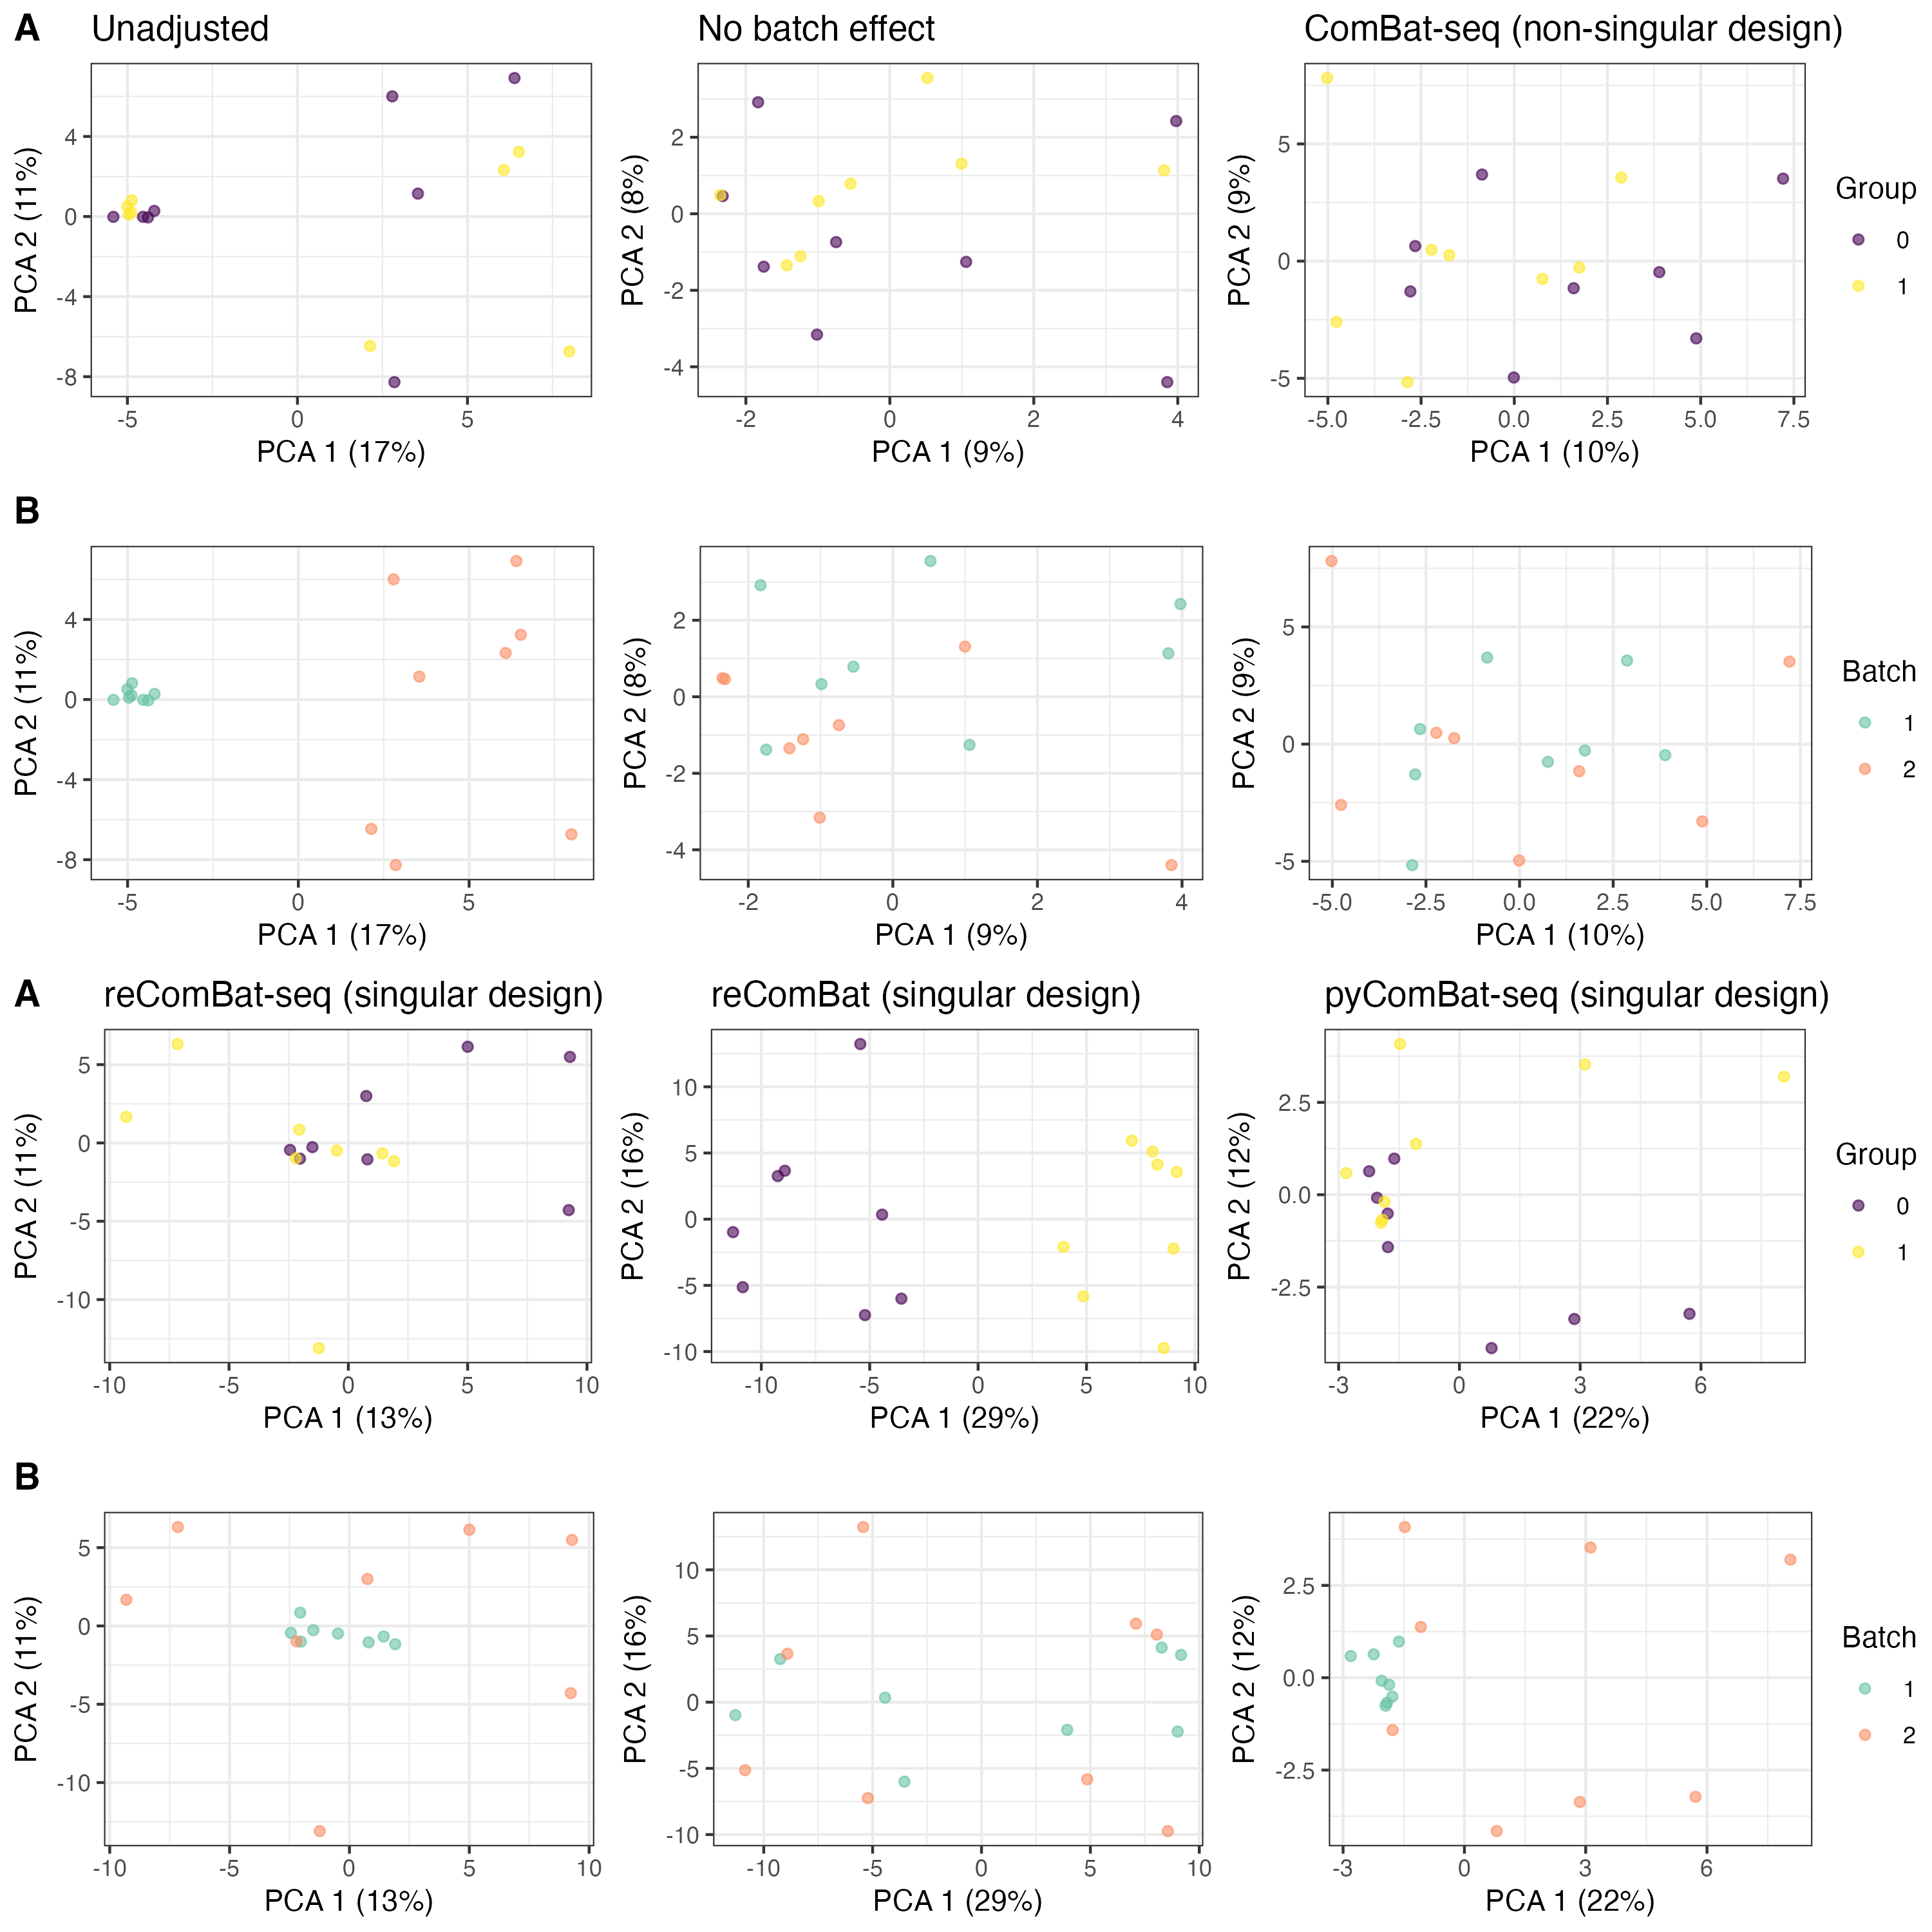 A
Unadjusted
No batch effect
ComBat-seq (non-singular design)
4
0
-4
-8
-5
0
5
PCA 1 (17%)
PCA 2 (11%)
2
0
-2
-4
-2
0
2
4
PCA 1 (9%)
PCA 2 (8%)
5
0
-5
-5.0
-2.5
0.0
2.5
5.0
7.5
PCA 1 (10%)
PCA 2 (9%)
Group
0
1
B
4
0
-4
-8
-5
0
5
PCA 1 (17%)
PCA 2 (11%)
2
0
-2
-4
-2
0
2
4
PCA 1 (9%)
PCA 2 (8%)
5
0
-5
-5.0
-2.5
0.0
2.5
5.0
7.5
PCA 1 (10%)
PCA 2 (9%)
Batch
1
2
A
reComBat-seq (singular design)
reComBat (singular design)
pyComBat-seq (singular design)
5
0
-5
-10
-10
-5
0
5
10
PCA 1 (13%)
PCA 2 (11%)
10
5
0
-5
-10
-10
-5
0
5
10
PCA 1 (29%)
PCA 2 (16%)
2.5
0.0
-2.5
-3
0
3
6
PCA 1 (22%)
PCA 2 (12%)
Group
0
1
B
5
0
-5
-10
-10
-5
0
5
10
PCA 1 (13%)
PCA 2 (11%)
10
5
0
-5
-10
-10
-5
0
5
10
PCA 1 (29%)
PCA 2 (16%)
2.5
0.0
-2.5
-3
0
3
6
PCA 1 (22%)
PCA 2 (12%)
Batch
1
2